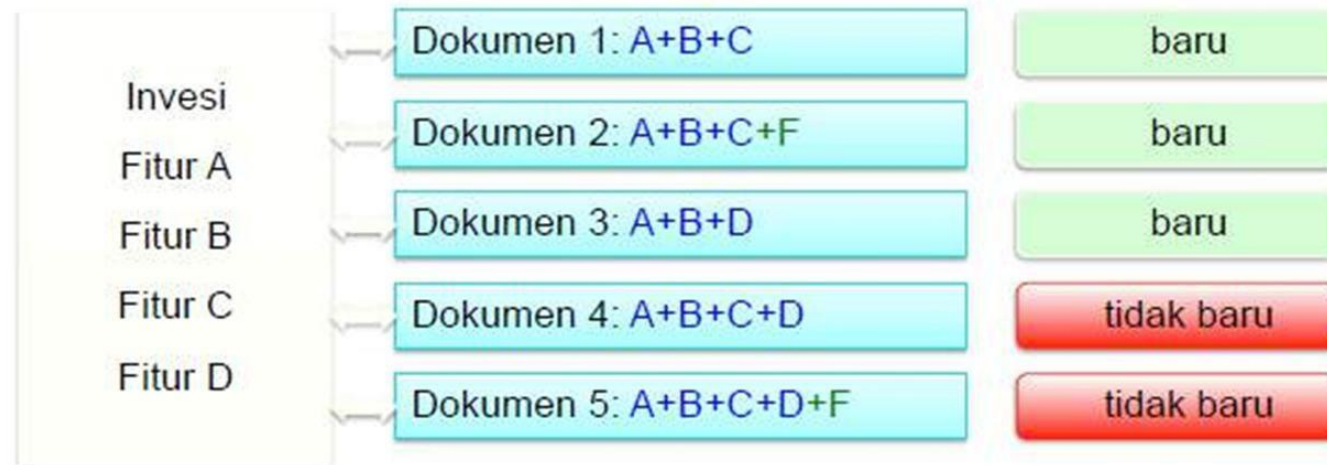 Invesi
Fitur A
Fitur B
Fitur C
Fitur D
Dokumen 1: A+B+C
baru
Dokumen 2: A+B+C+F
baru
Dokumen 3: A+B+D
baru
Dokumen 4: A+B+C+D
tidak baru
Dokumen 5: A+B+C+D+F
tidak baru